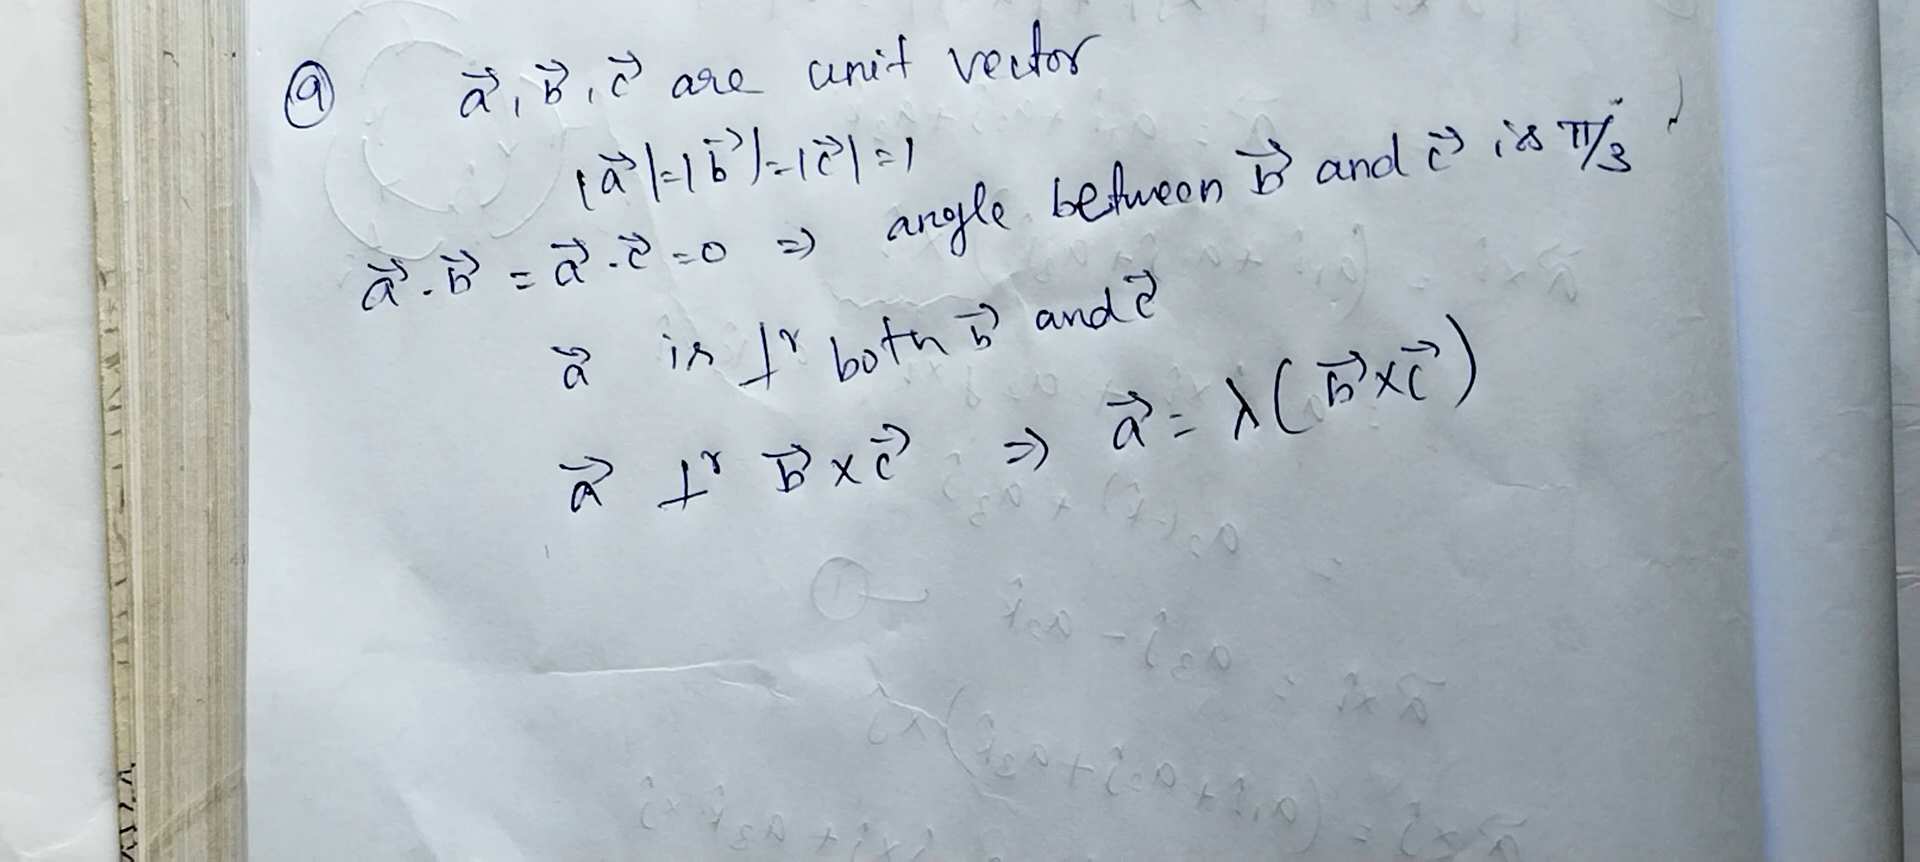 (9) a⃗, b⃗, c⃗ are unit vector
|a⃗|=|b⃗|=|c⃗|=1
a⃗.b⃗ = a⃗.c⃗ =0 ⇒ angle between b⃗ and c⃗ is π/3
a⃗ is ⊥r both b⃗ and c⃗
a⃗ ⊥r b⃗×c⃗ ⇒ a⃗ = λ(b⃗×c⃗)